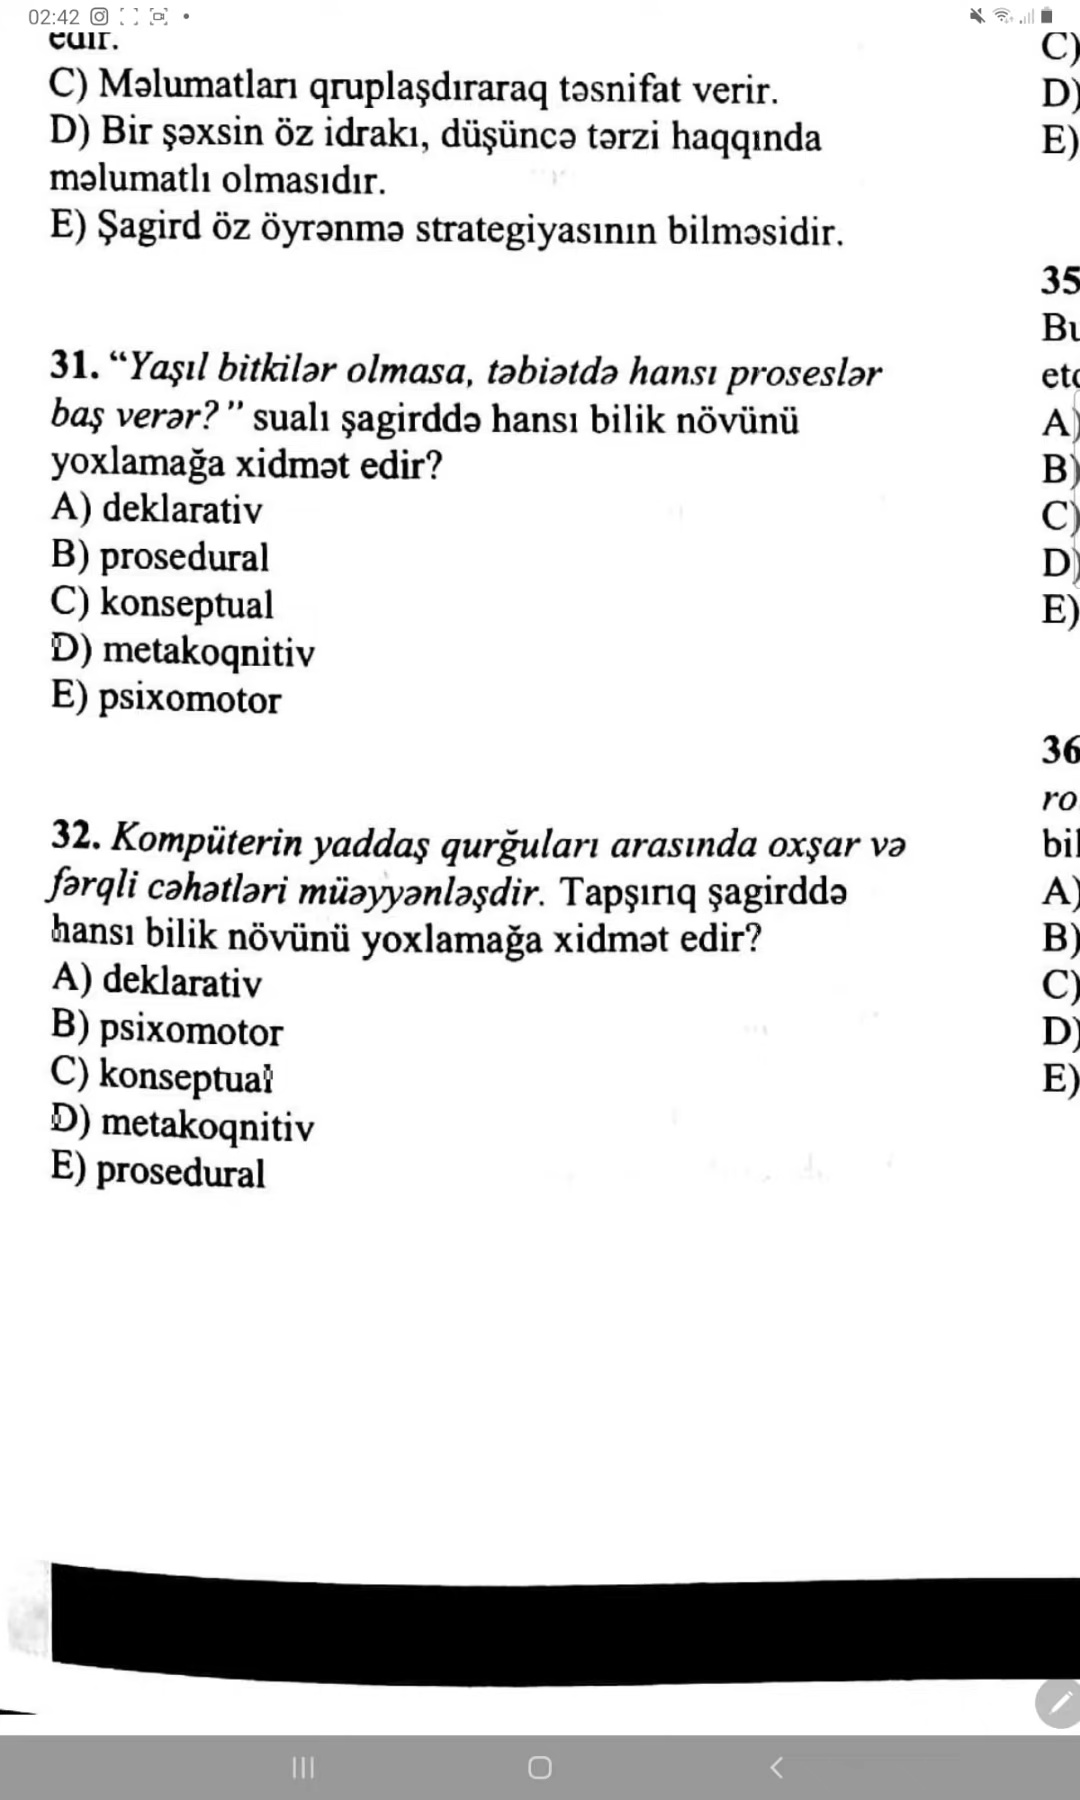 02:42
edir.
C) Məlumatları qruplaşdıraraq təsnifat verir.
D) Bir şəxsin öz idrakı, düşüncə tərzi haqqında
məlumatlı olmasıdır.
E) Şagird öz öyrənmə strategiyasının bilməsidir.
31. “Yaşıl bitkilər olmasa, təbiətdə hansı proseslər
baş verər?” sualı şagirddə hansı bilik növünü
yoxlamağa xidmət edir?
A) deklarativ
B) prosedural
C) konseptual
D) metakoqnitiv
E) psixomotor
32. Kompüterin yaddaş qurğuları arasında oxşar və
fərqli cəhətləri müəyyənləşdir. Tapşırıq şagirddə
hansı bilik növünü yoxlamağa xidmət edir?
A) deklarativ
B) psixomotor
C) konseptual
D) metakoqnitiv
E) prosedural
C)
D)
E)
35
A)
B)
C)
D)
E)
36
A)
B)
C)
D)
E)